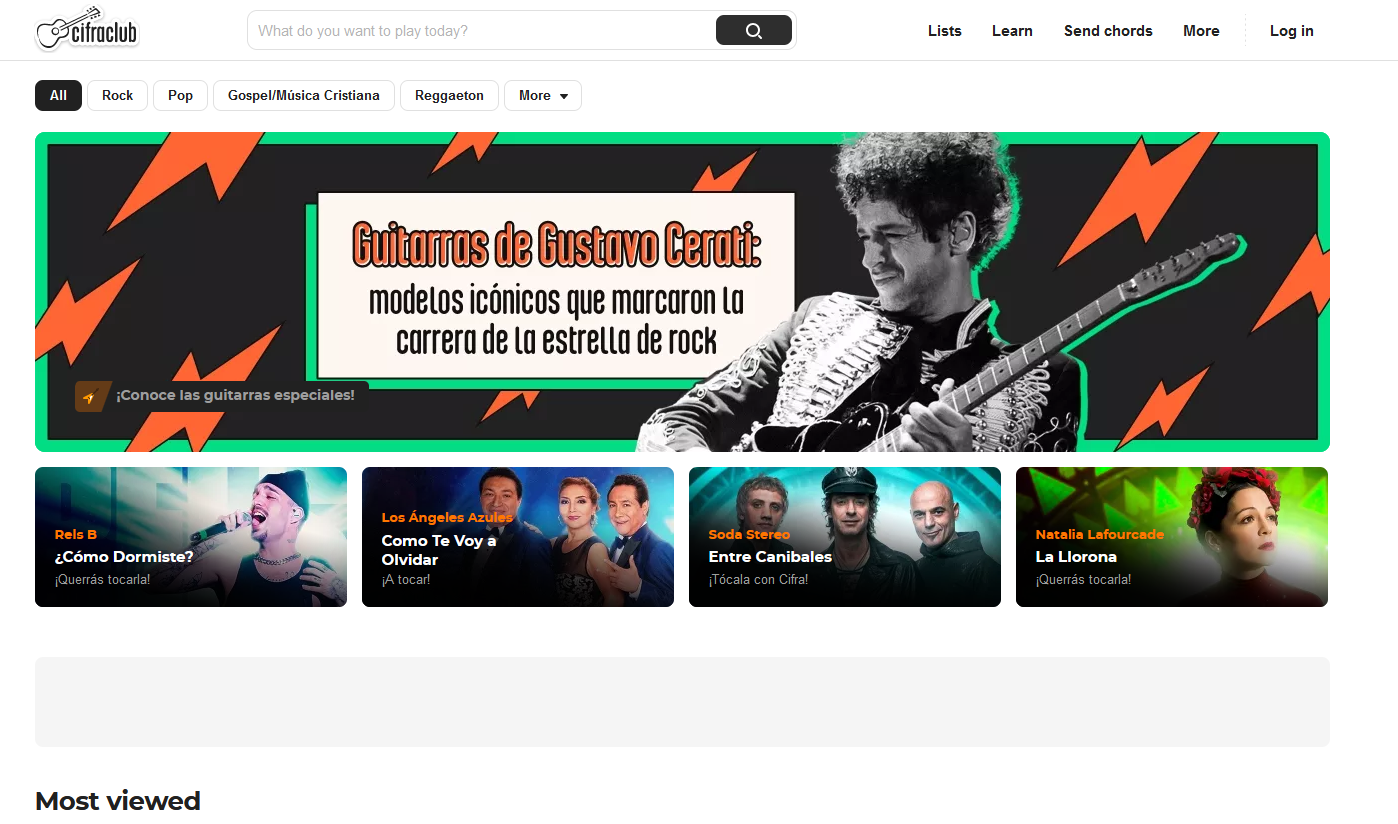 cifraclub
What do you want to play today?
Lists
Learn
Send chords
More
Log in
All
Rock
Pop
Gospel/Música Cristiana
Reggaeton
More
Guitarras de Gustavo Cerati:
modelos icónicos que marcaron la
carrera de la estrella de rock
¡Conoce las guitarras especiales!
Rels B
¿Cómo Dormiste?
¡Querrás tocarla!
Los Ángeles Azules
Como Te Voy a
Olvidar
¡A tocar!
Soda Stereo
Entre Canibales
¡Tócala con Cifra!
Natalia Lafourcade
La Llorona
¡Querrás tocarla!
Most viewed